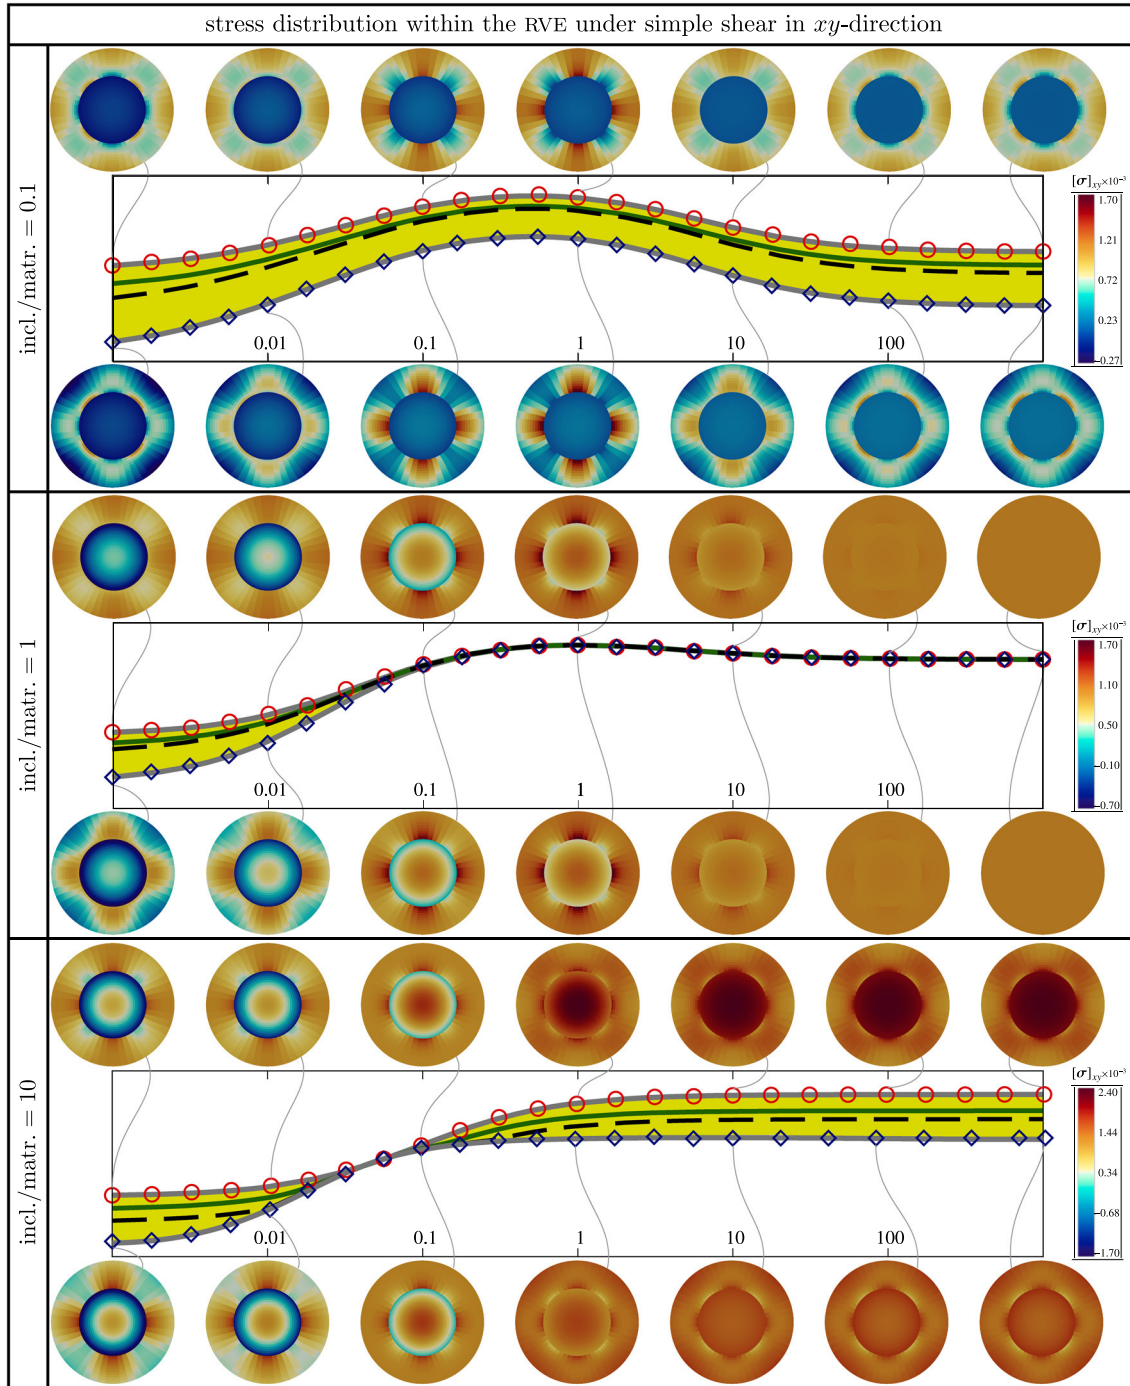 stress distribution within the RVE under simple shear in xy-direction
incl./matr. = 0.1
0.01 0.1 1 10 100
[σ]xy×10⁻³
1.70
1.21
0.72
0.23
−0.27
incl./matr. = 1
0.01 0.1 1 10 100
[σ]xy×10⁻³
1.70
1.10
0.50
−0.10
−0.70
incl./matr. = 10
0.01 0.1 1 10 100
[σ]xy×10⁻³
2.40
1.44
0.34
−0.68
−1.70